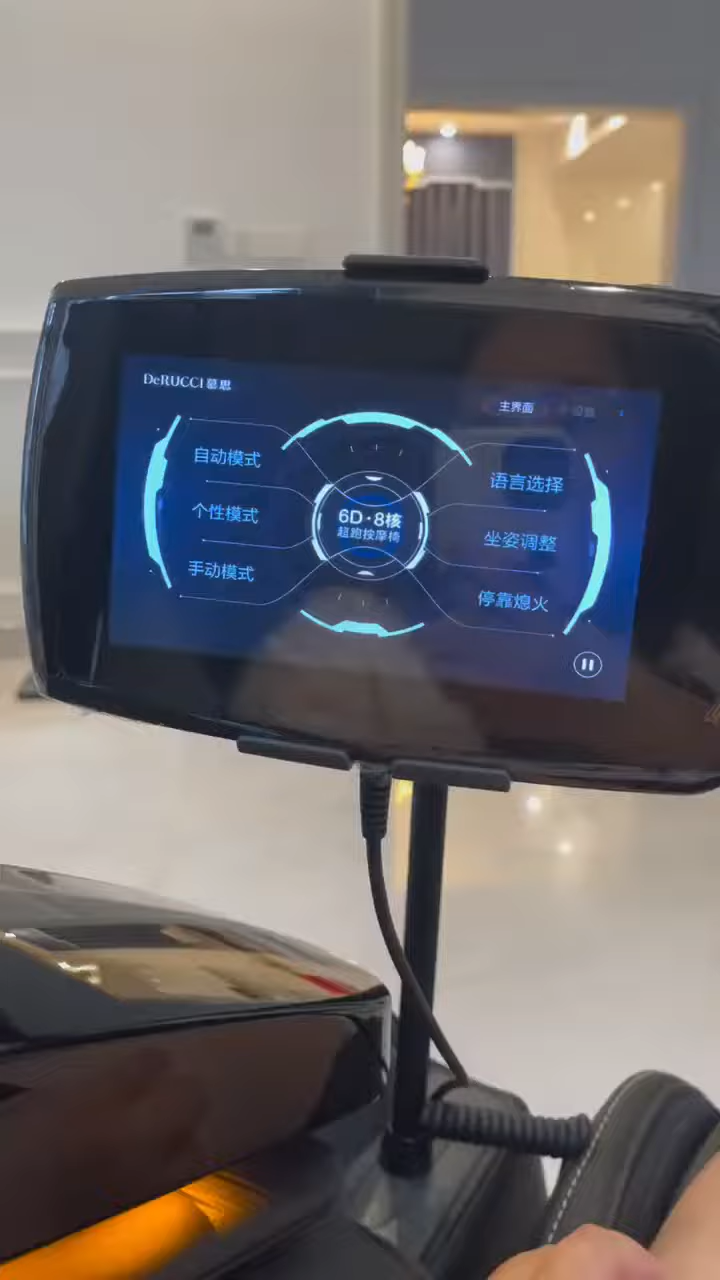 DeRUCCI 慕思
主界面
设置
自动模式
个性模式
手动模式
6D·8核
超跑按摩椅
语言选择
坐姿调整
停靠熄火